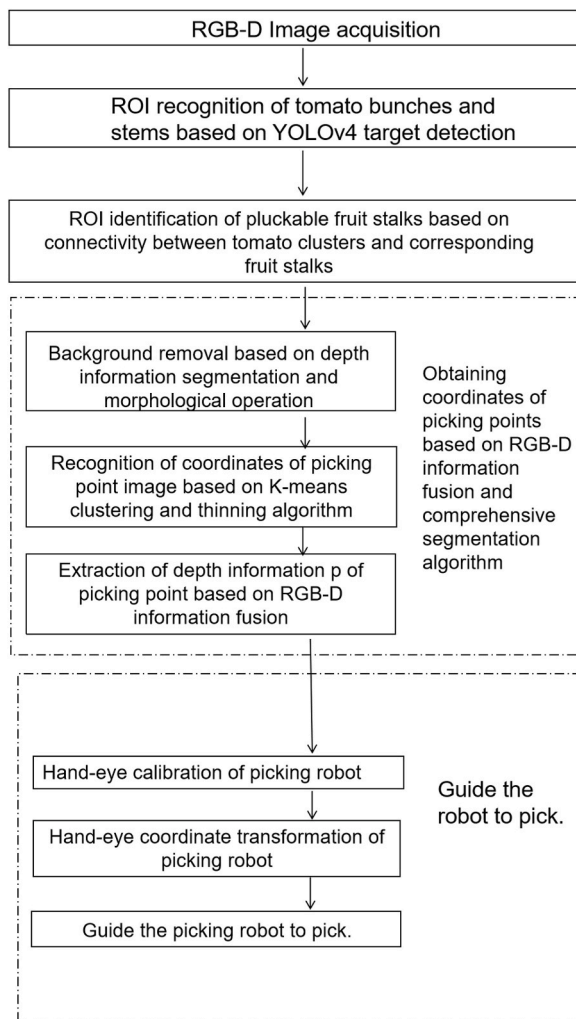 RGB-D Image acquisition
ROI recognition of tomato bunches and
stems based on YOLOv4 target detection
ROI identification of pluckable fruit stalks based on
connectivity between tomato clusters and corresponding
fruit stalks
Background removal based on depth
information segmentation and
morphological operation
Recognition of coordinates of picking
point image based on K-means
clustering and thinning algorithm
Extraction of depth information p of
picking point based on RGB-D
information fusion
Obtaining
coordinates of
picking points
based on RGB-D
information
fusion and
comprehensive
segmentation
algorithm
Hand-eye calibration of picking robot
Hand-eye coordinate transformation of
picking robot
Guide the picking robot to pick.
Guide the
robot to pick.